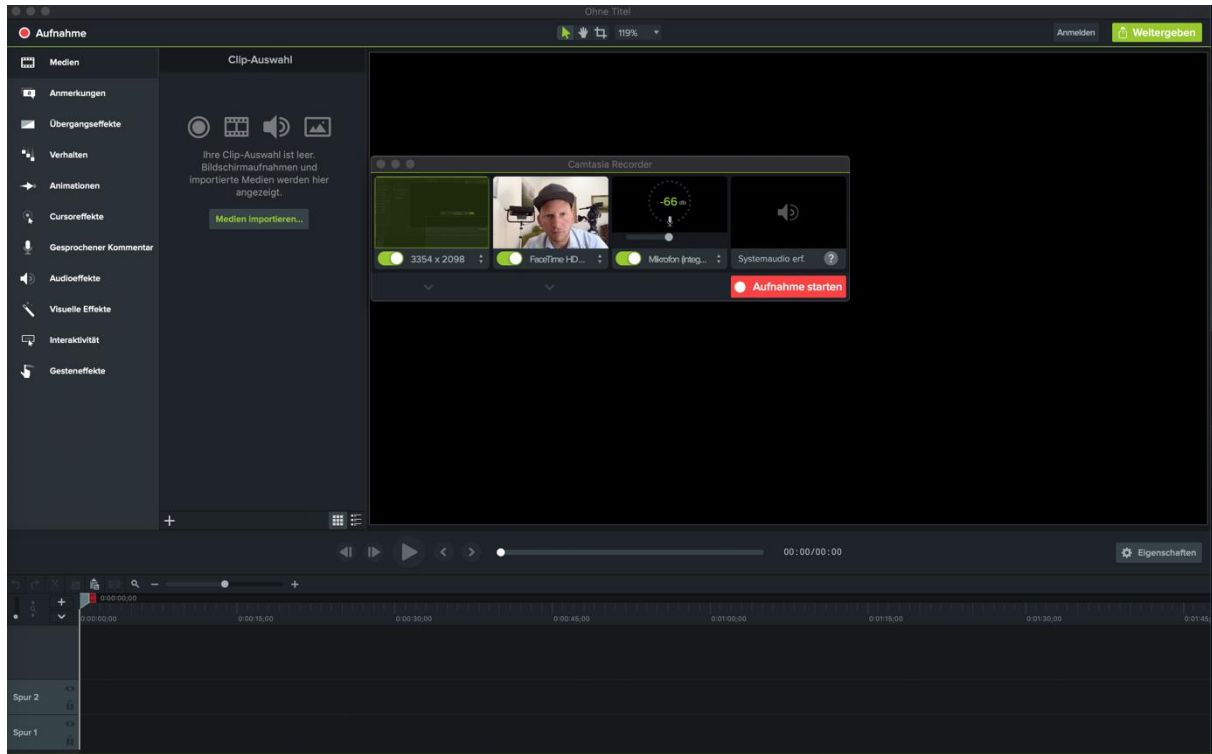 Ohne Titel
Aufnahme
119%
Anmelden
Weitergeben
Medien
Anmerkungen
Übergangseffekte
Verhalten
Animationen
Cursoreffekte
Gesprochener Kommentar
Audioeffekte
Visuelle Effekte
Interaktivität
Gesteneffekte
Clip-Auswahl
Ihre Clip-Auswahl ist leer.
Bildschirmaufnahmen und
importierte Medien werden hier
angezeigt.
Medien importieren...
Camtasia Recorder
-66 db
3354 x 2098
FaceTime HD...
Mikrofon (integ...
Systemaudio erf.
?
Aufnahme starten
00:00/00:00
Eigenschaften
0:00:00;00
0:00:00;00
0:00:15;00
0:00:30;00
0:00:45;00
0:01:00;00
0:01:15;00
0:01:30;00
0:01:45;
Spur 2
Spur 1